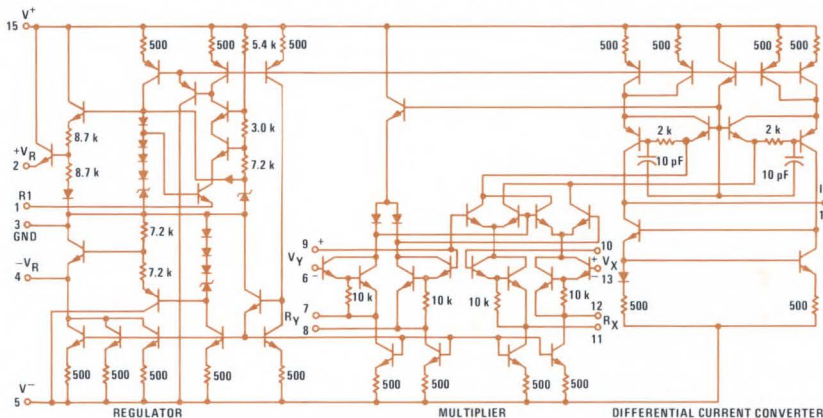 V+
15
500
500
5.4 k
500
500
500
500
500
8.7 k
3.0 k
2 k
2 k
+VR
2
8.7 k
7.2 k
10 pF
10 pF
R1
1
3
GND
7.2 k
9 +
10
VY
+ VX
6 -
- 13
-VR
4
7.2 k
10 k
10 k
10 k
10 k
7
RY
8
12
RX
11
500
500
500
500
500
500
500
500
500
500
500
500
V-
5
REGULATOR
MULTIPLIER
DIFFERENTIAL CURRENT CONVERTER